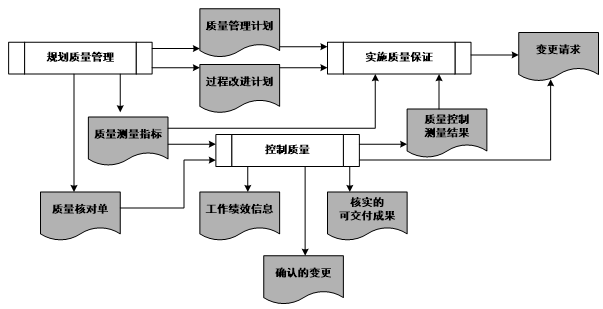 质量管理计划
规划质量管理
实施质量保证
变更请求
过程改进计划
质量测量指标
质量控制
测量结果
控制质量
质量核对单
工作绩效信息
核实的
可交付成果
确认的变更